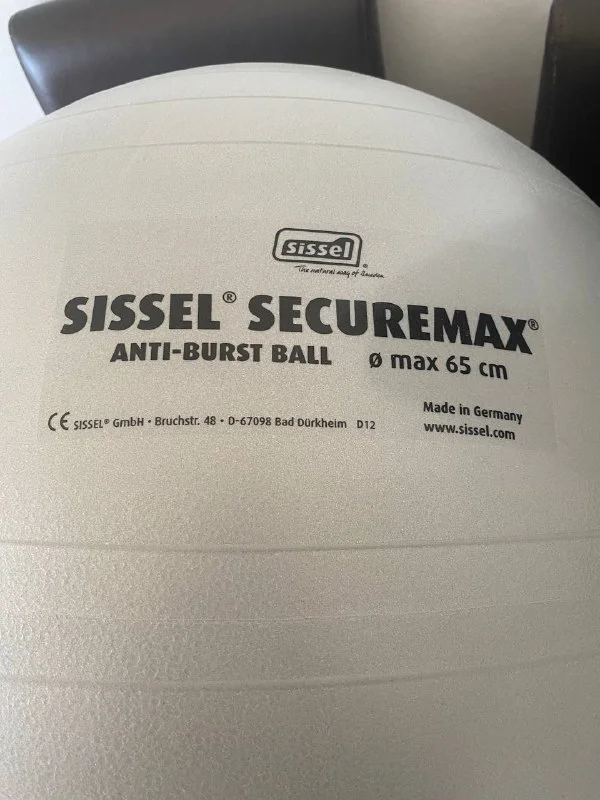 sissel®
The natural way of Sweden
SISSEL® SECUREMAX®
ANTI-BURST BALL ø max 65 cm
CE SISSEL® GmbH • Bruchstr. 48 • D-67098 Bad Dürkheim D12
Made in Germany
www.sissel.com